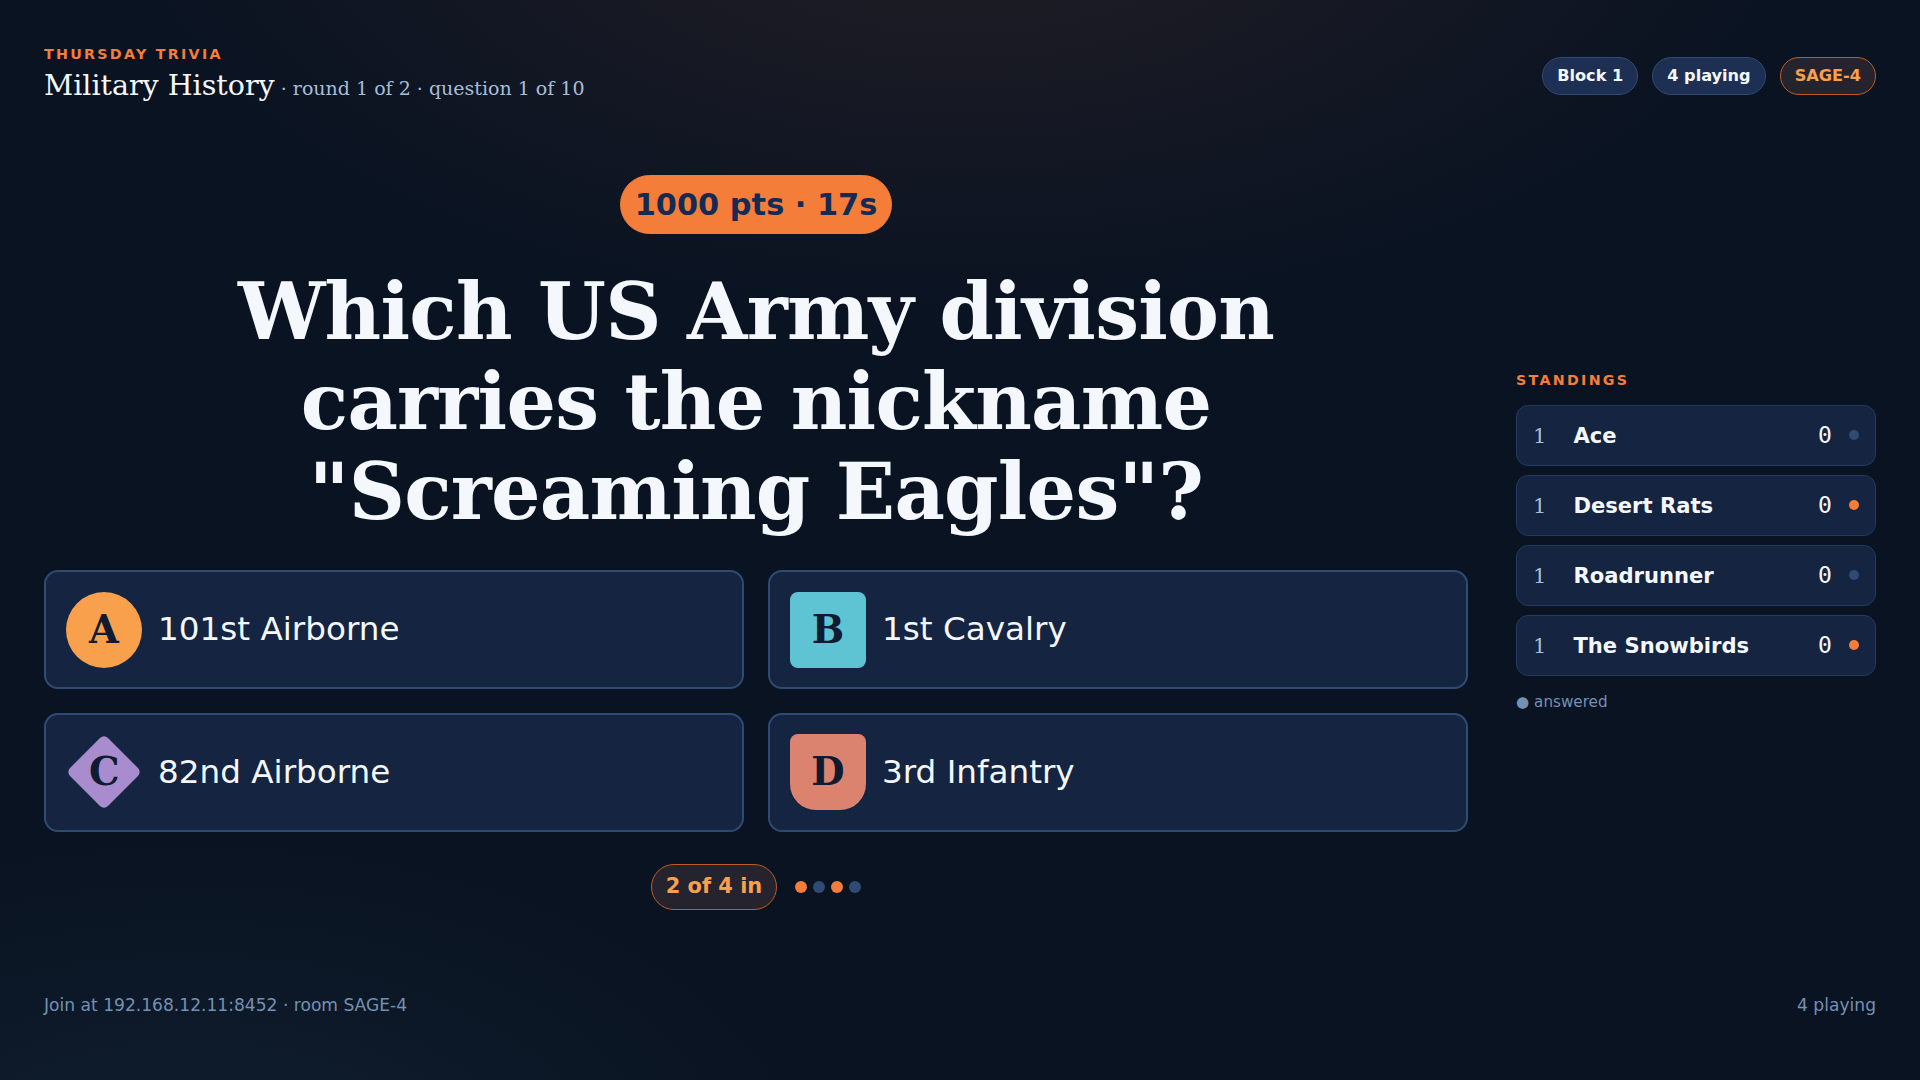 THURSDAY TRIVIA
Military History · round 1 of 2 · question 1 of 10
Block 1
4 playing
SAGE-4
1000 pts · 17s
Which US Army division
carries the nickname
"Screaming Eagles"?
A 101st Airborne
B 1st Cavalry
C 82nd Airborne
D 3rd Infantry
2 of 4 in
STANDINGS
1 Ace 0
1 Desert Rats 0
1 Roadrunner 0
1 The Snowbirds 0
answered
Join at 192.168.12.11:8452 · room SAGE-4
4 playing